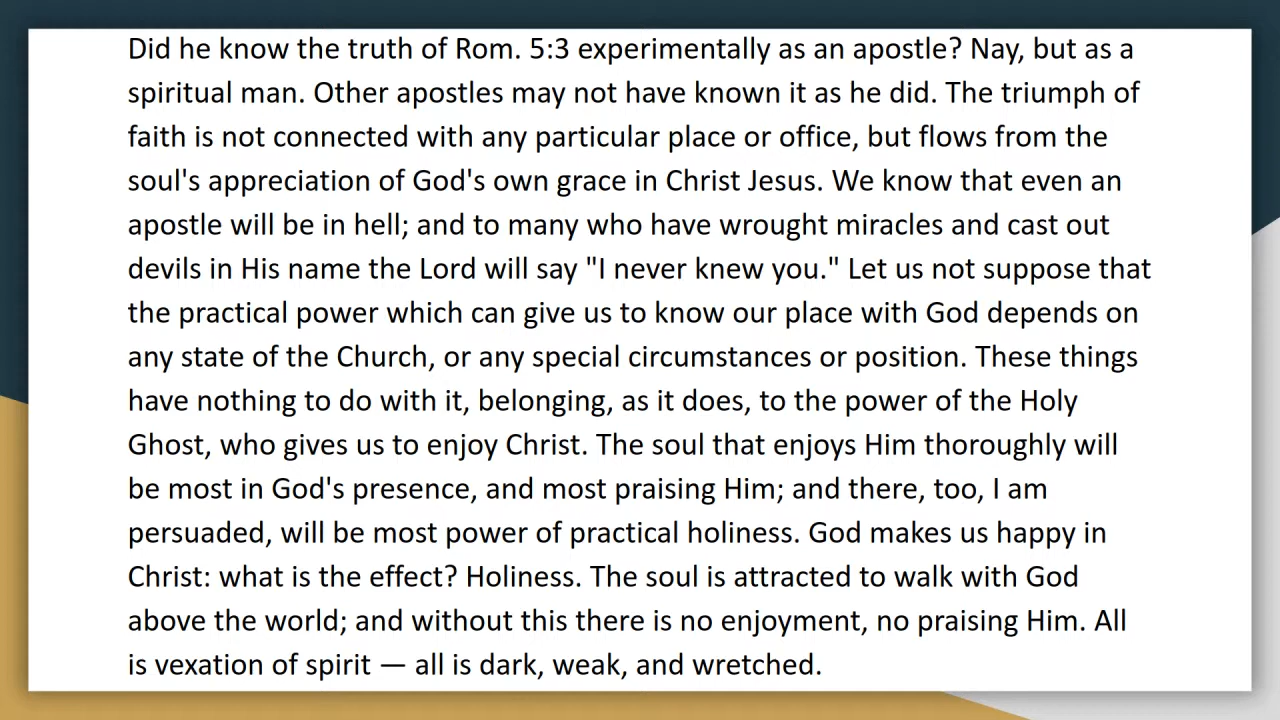 Did he know the truth of Rom. 5:3 experimentally as an apostle? Nay, but as a
spiritual man. Other apostles may not have known it as he did. The triumph of
faith is not connected with any particular place or office, but flows from the
soul's appreciation of God's own grace in Christ Jesus. We know that even an
apostle will be in hell; and to many who have wrought miracles and cast out
devils in His name the Lord will say "I never knew you." Let us not suppose that
the practical power which can give us to know our place with God depends on
any state of the Church, or any special circumstances or position. These things
have nothing to do with it, belonging, as it does, to the power of the Holy
Ghost, who gives us to enjoy Christ. The soul that enjoys Him thoroughly will
be most in God's presence, and most praising Him; and there, too, I am
persuaded, will be most power of practical holiness. God makes us happy in
Christ: what is the effect? Holiness. The soul is attracted to walk with God
above the world; and without this there is no enjoyment, no praising Him. All
is vexation of spirit — all is dark, weak, and wretched.